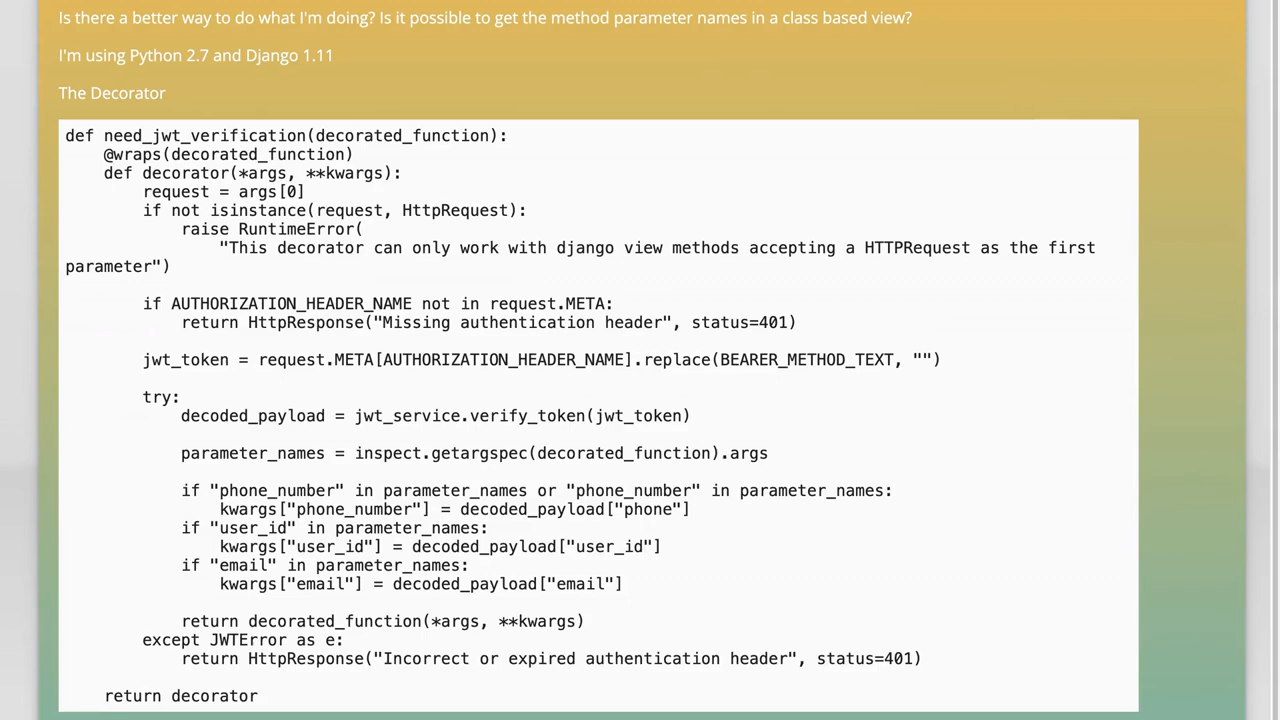 Is there a better way to do what I'm doing? Is it possible to get the method parameter names in a class based view?
I'm using Python 2.7 and Django 1.11
The Decorator
def need_jwt_verification(decorated_function):
    @wraps(decorated_function)
    def decorator(*args, **kwargs):
        request = args[0]
        if not isinstance(request, HttpRequest):
            raise RuntimeError(
                "This decorator can only work with django view methods accepting a HTTPRequest as the first
parameter")
        if AUTHORIZATION_HEADER_NAME not in request.META:
            return HttpResponse("Missing authentication header", status=401)
        jwt_token = request.META[AUTHORIZATION_HEADER_NAME].replace(BEARER_METHOD_TEXT, "")
        try:
            decoded_payload = jwt_service.verify_token(jwt_token)
            parameter_names = inspect.getargspec(decorated_function).args
            if "phone_number" in parameter_names or "phone_number" in parameter_names:
                kwargs["phone_number"] = decoded_payload["phone"]
            if "user_id" in parameter_names:
                kwargs["user_id"] = decoded_payload["user_id"]
            if "email" in parameter_names:
                kwargs["email"] = decoded_payload["email"]
            return decorated_function(*args, **kwargs)
        except JWTError as e:
            return HttpResponse("Incorrect or expired authentication header", status=401)
    return decorator